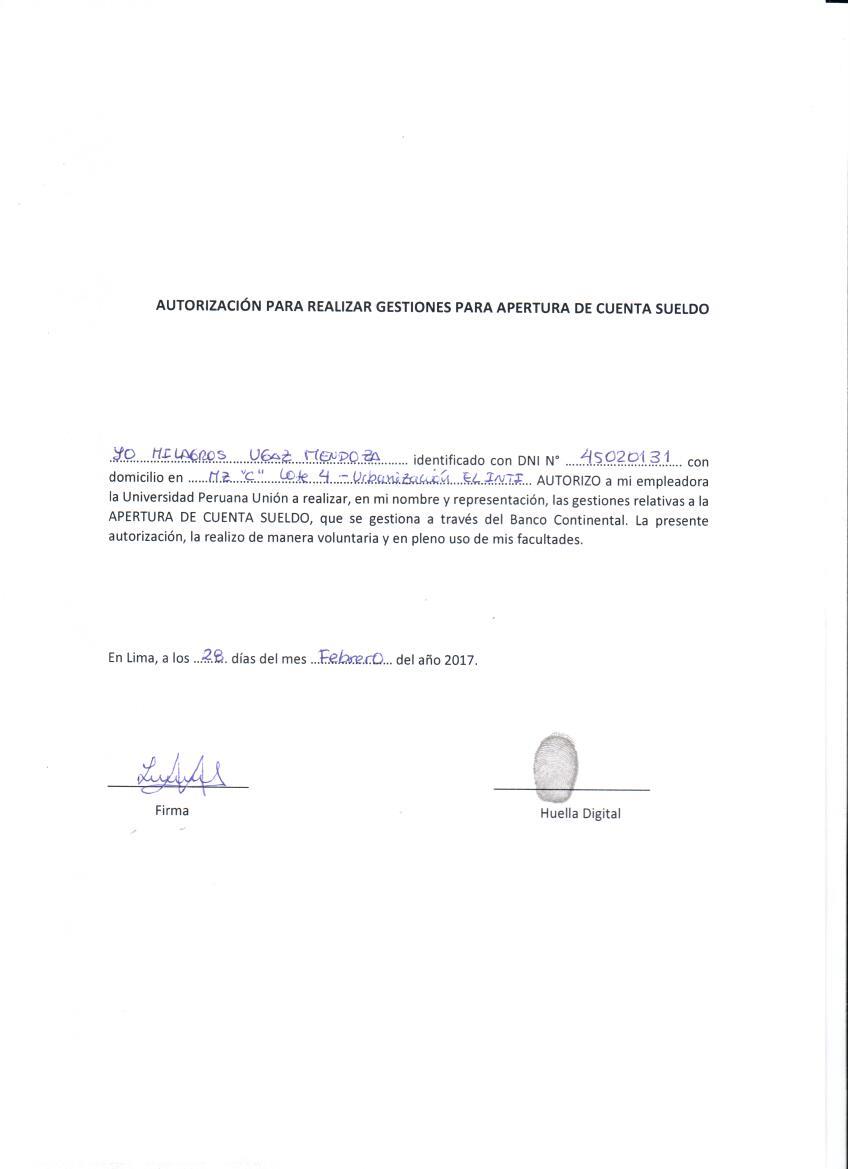 AUTORIZACIÓN PARA REALIZAR GESTIONES PARA APERTURA DE CUENTA SUELDO
YO MILAGROS UGAZ MENDOZA identificado con DNI N° 45020131 con
domicilio en MZ "C" Lote 4 - Urbanización EL INTI AUTORIZO a mi empleadora
la Universidad Peruana Unión a realizar, en mi nombre y representación, las gestiones relativas a la
APERTURA DE CUENTA SUELDO, que se gestiona a través del Banco Continental. La presente
autorización, la realizo de manera voluntaria y en pleno uso de mis facultades.
En Lima, a los 28 días del mes Febrero del año 2017.
Firma
Huella Digital